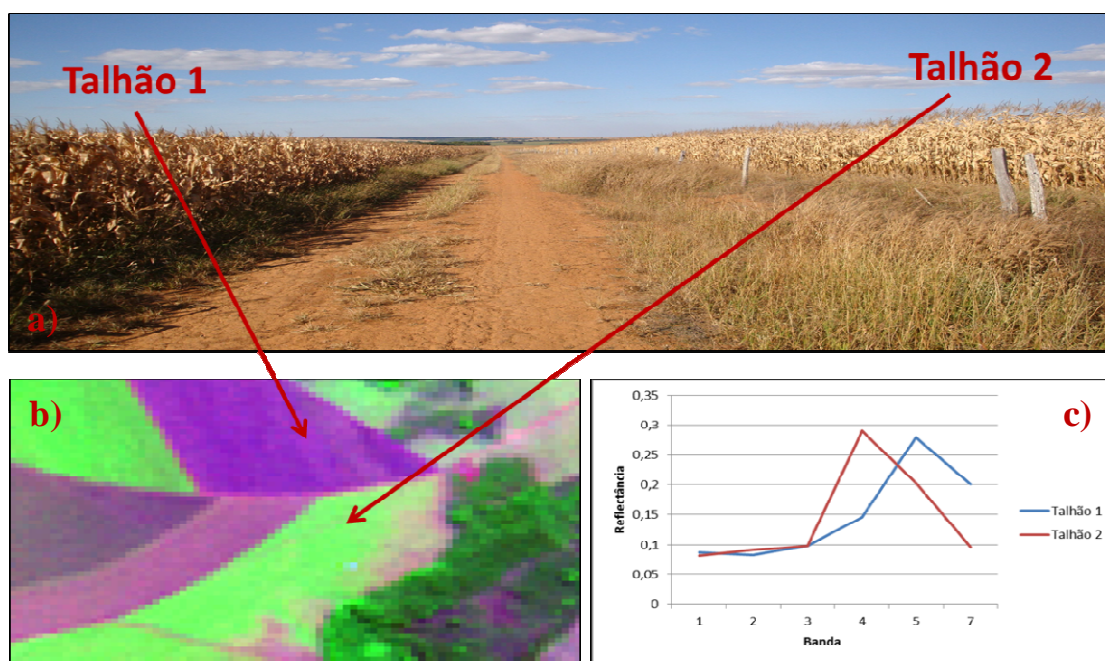 Talhão 1
Talhão 2
a)
b)
c)
0,35
0,3
0,25
0,2
0,15
0,1
0,05
0
Reflectância
1 2 3 4 5 7
Banda
Talhão 1
Talhão 2